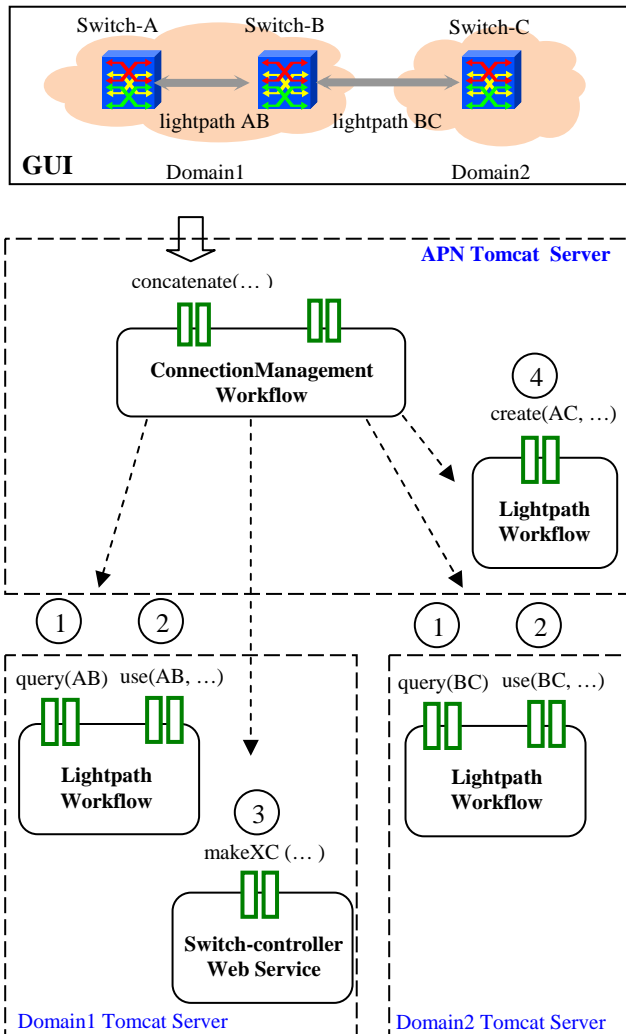 Switch-A Switch-B Switch-C
lightpath AB lightpath BC
GUI Domain1 Domain2
APN Tomcat Server
concatenate(… )
ConnectionManagement
Workflow
4
create(AC, …)
Lightpath
Workflow
1 2 1 2
query(AB) use(AB, …) query(BC) use(BC, …)
Lightpath
Workflow
Lightpath
Workflow
3
makeXC (… )
Switch-controller
Web Service
Domain1 Tomcat Server Domain2 Tomcat Server